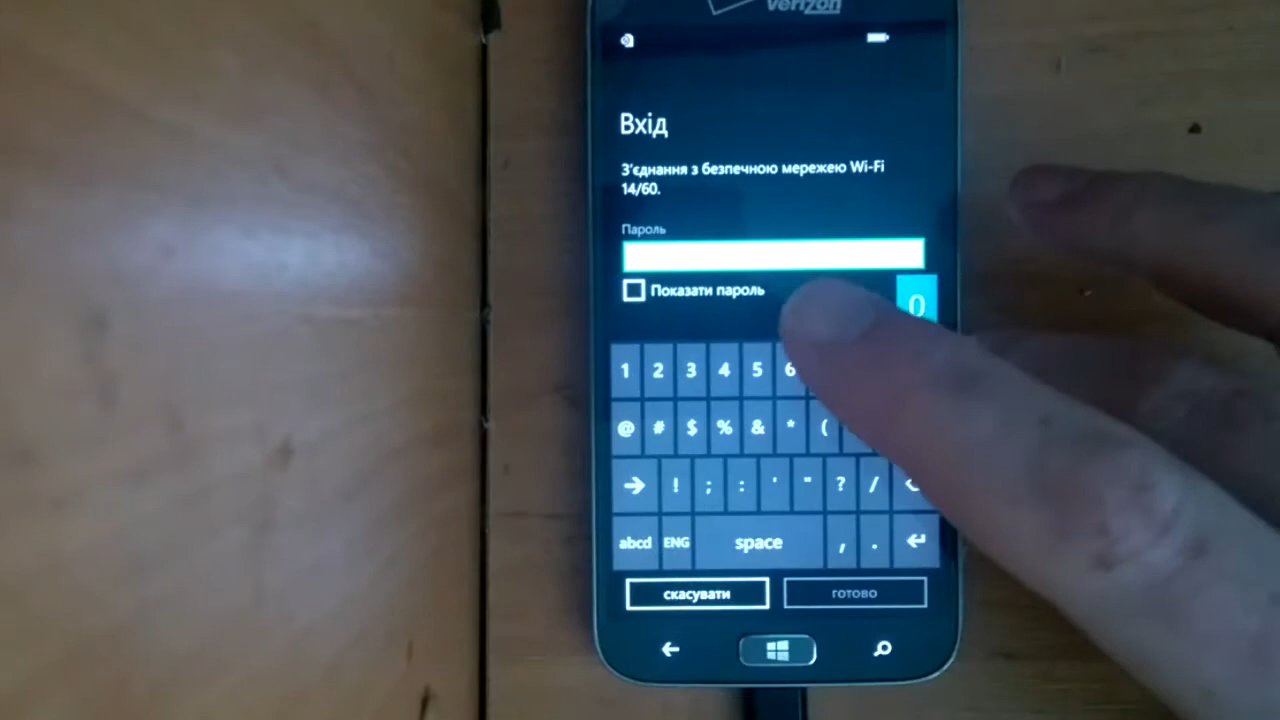 verizon
Вхід
З'єднання з безпечною мережею Wi-Fi
14/60.
Пароль
Показати пароль
0
1 2 3 4 5 6
@ # $ % & * (
→ ! ; : ' " ? /
abcd ENG space , .
скасувати готово